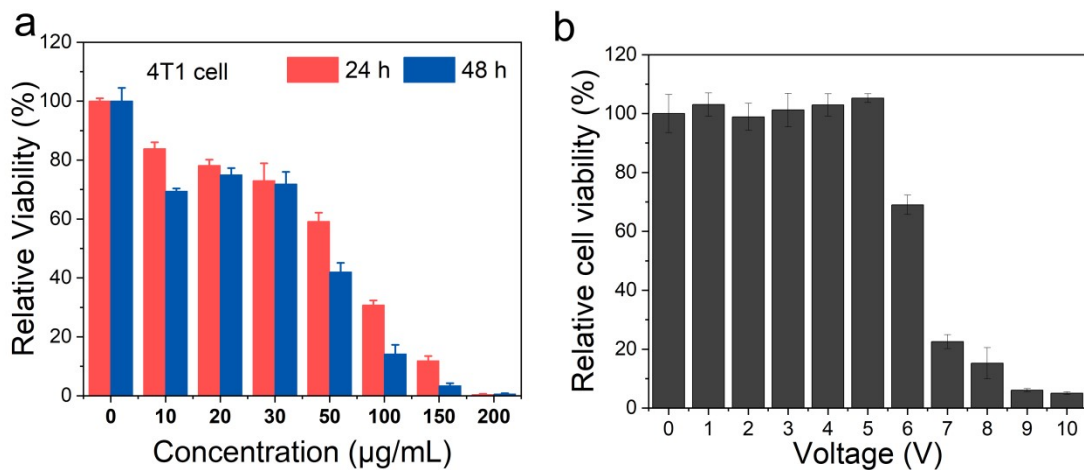 a
4T1 cell
24 h
48 h
Relative Viability (%)
120
100
80
60
40
20
0
0 10 20 30 50 100 150 200
Concentration (μg/mL)
b
Relative cell viability (%)
120
100
80
60
40
20
0
0 1 2 3 4 5 6 7 8 9 10
Voltage (V)